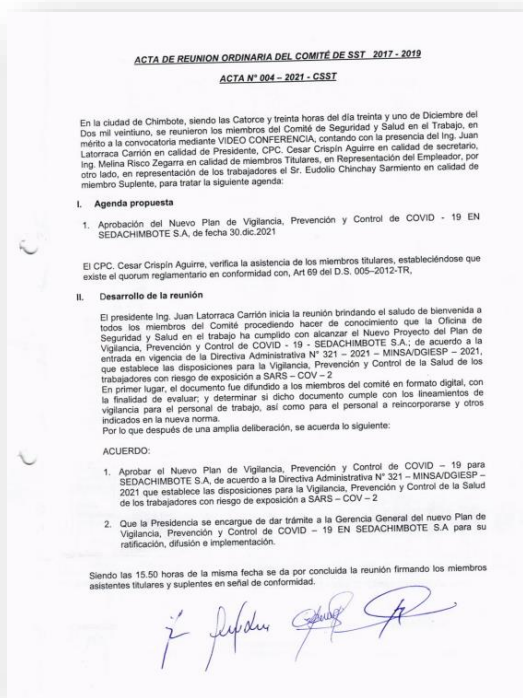 ACTA DE REUNION ORDINARIA DEL COMITÉ DE SST 2017 - 2019
ACTA N° 004 – 2021 - CSST
En la ciudad de Chimbote, siendo las Catorce y treinta horas del día treinta y uno de Diciembre del
Dos mil veintiuno, se reunieron los miembros del Comité de Seguridad y Salud en el Trabajo, en
mérito a la convocatoria mediante VIDEO CONFERENCIA, contando con la presencia del Ing. Juan
Latorraca Carrión en calidad de Presidente, CPC. Cesar Crispín Aguirre en calidad de secretario,
Ing. Melina Risco Zegarra en calidad de miembros Titulares, en Representación del Empleador, por
otro lado, en representación de los trabajadores el Sr. Eudolio Chinchay Sarmiento en calidad de
miembro Suplente, para tratar la siguiente agenda:
I. Agenda propuesta
1. Aprobación del Nuevo Plan de Vigilancia, Prevención y Control de COVID - 19 EN
SEDACHIMBOTE S.A, de fecha 30.dic.2021
El CPC. Cesar Crispín Aguirre, verifica la asistencia de los miembros titulares, estableciéndose que
existe el quorum reglamentario en conformidad con, Art 69 del D.S. 005–2012-TR,
II. Desarrollo de la reunión
El presidente Ing. Juan Latorraca Carrión inicia la reunión brindando el saludo de bienvenida a
todos los miembros del Comité procediendo hacer de conocimiento que la Oficina de
Seguridad y Salud en el trabajo ha cumplido con alcanzar el Nuevo Proyecto del Plan de
Vigilancia, Prevención y Control de COVID - 19 - SEDACHIMBOTE S.A.; de acuerdo a la
entrada en vigencia de la Directiva Administrativa N° 321 – 2021 – MINSA/DGIESP – 2021,
que establece las disposiciones para la Vigilancia, Prevención y Control de la Salud de los
trabajadores con riesgo de exposición a SARS – COV – 2
En primer lugar, el documento fue difundido a los miembros del comité en formato digital, con
la finalidad de evaluar; y determinar si dicho documento cumple con los lineamientos de
vigilancia para el personal de trabajo, así como para el personal a reincorporarse y otros
indicados en la nueva norma.
Por lo que después de una amplia deliberación, se acuerda lo siguiente:
ACUERDO:
1. Aprobar el Nuevo Plan de Vigilancia, Prevención y Control de COVID – 19 para
SEDACHIMBOTE S.A, de acuerdo a la Directiva Administrativa N° 321 – MINSA/DGIESP –
2021 que establece las disposiciones para la Vigilancia, Prevención y Control de la Salud
de los trabajadores con riesgo de exposición a SARS – COV – 2
2. Que la Presidencia se encargue de dar trámite a la Gerencia General del nuevo Plan de
Vigilancia, Prevención y Control de COVID – 19 EN SEDACHIMBOTE S.A para su
ratificación, difusión e implementación.
Siendo las 15.50 horas de la misma fecha se da por concluida la reunión firmando los miembros
asistentes titulares y suplentes en señal de conformidad.